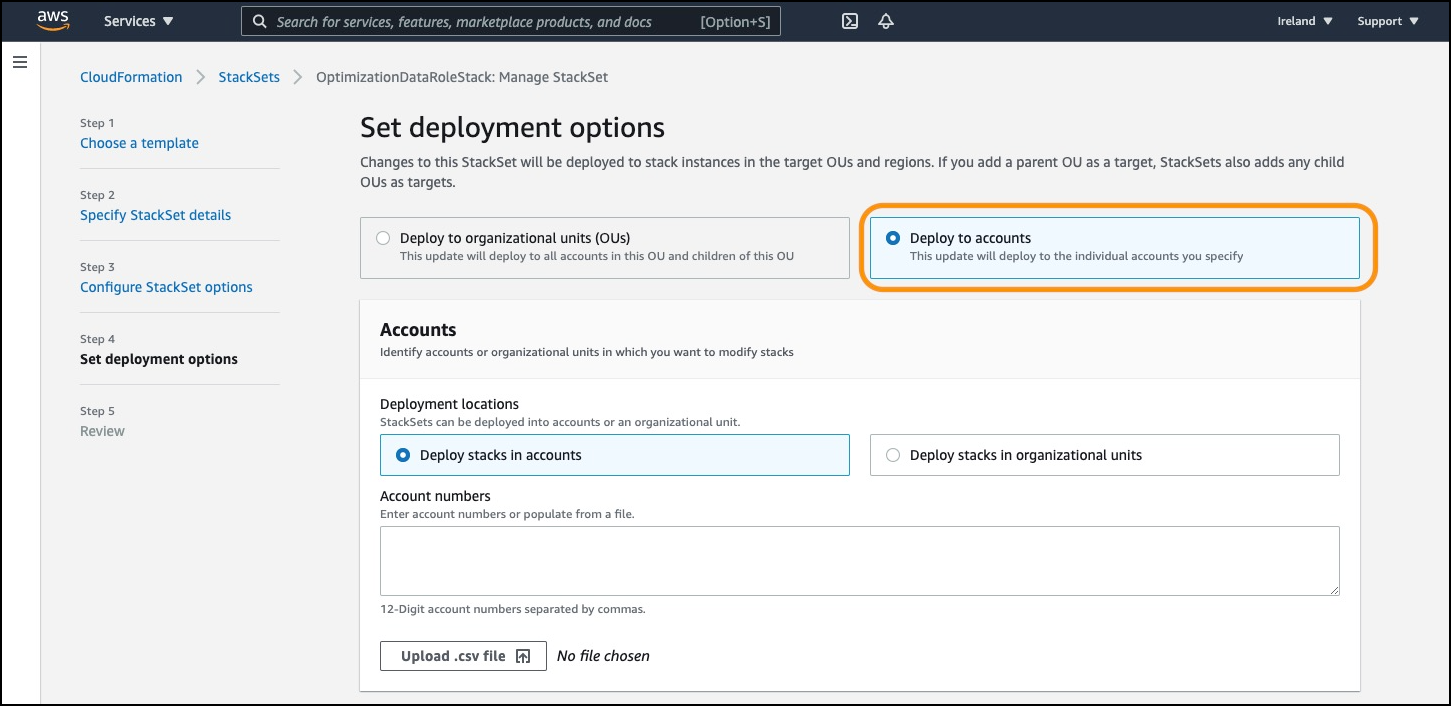 aws Services Search for services, features, marketplace products, and docs [Option+S] Ireland Support
CloudFormation StackSets OptimizationDataRoleStack: Manage StackSet
Step 1
Choose a template
Step 2
Specify StackSet details
Step 3
Configure StackSet options
Step 4
Set deployment options
Step 5
Review
Set deployment options
Changes to this StackSet will be deployed to stack instances in the target OUs and regions. If you add a parent OU as a target, StackSets also adds any child
OUs as targets.
Deploy to organizational units (OUs)
This update will deploy to all accounts in this OU and children of this OU
Deploy to accounts
This update will deploy to the individual accounts you specify
Accounts
Identify accounts or organizational units in which you want to modify stacks
Deployment locations
StackSets can be deployed into accounts or an organizational unit.
Deploy stacks in accounts
Deploy stacks in organizational units
Account numbers
Enter account numbers or populate from a file.
12-Digit account numbers separated by commas.
Upload .csv file No file chosen